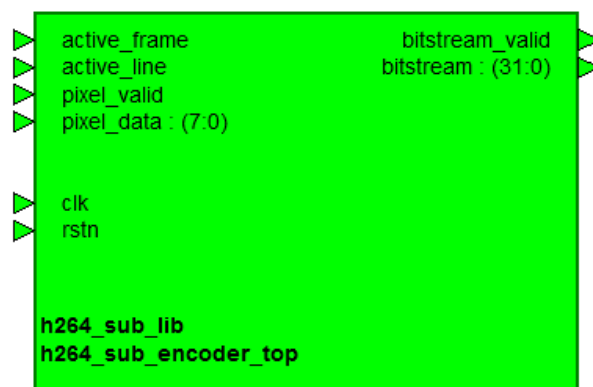 active_frame
active_line
pixel_valid
pixel_data : (7:0)
clk
rstn
bitstream_valid
bitstream : (31:0)
h264_sub_lib
h264_sub_encoder_top